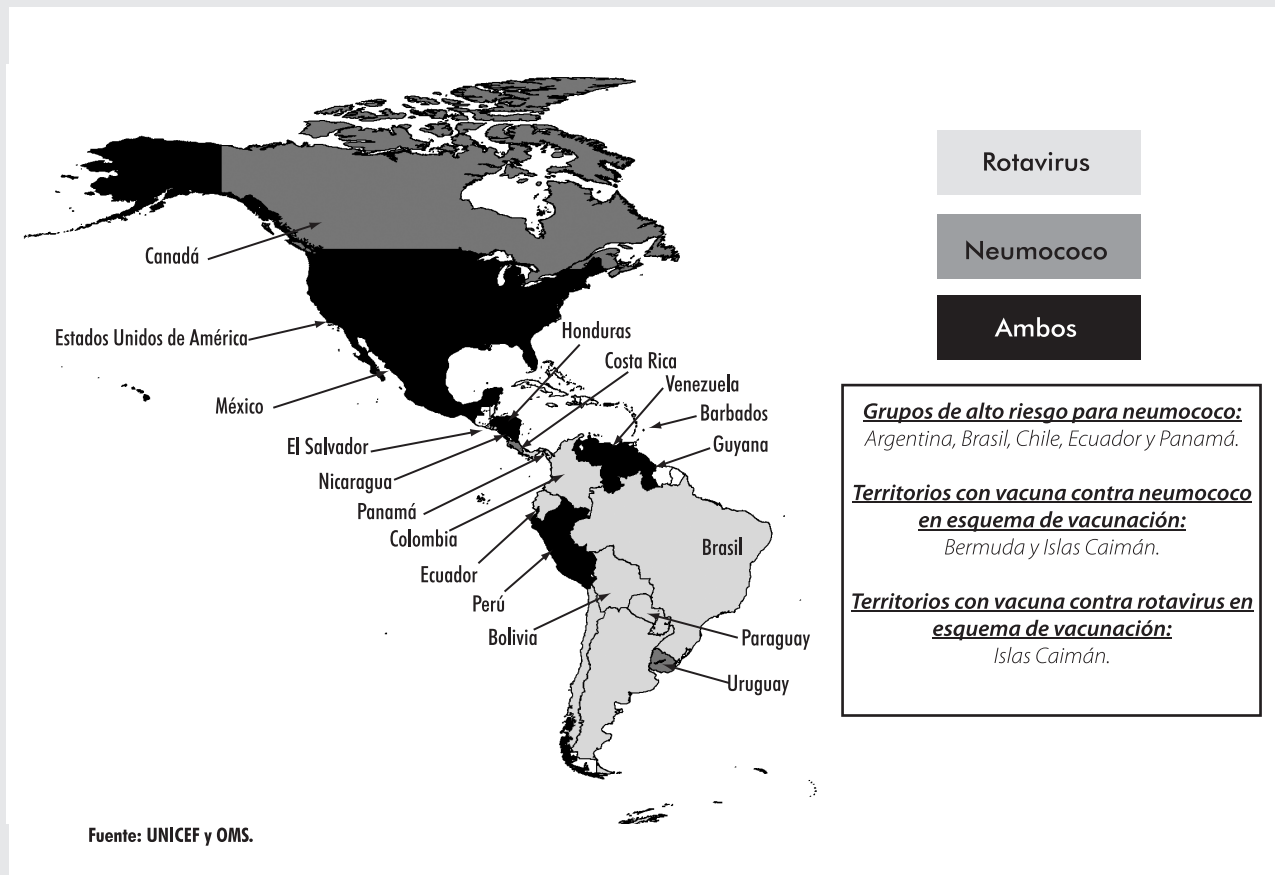 Rotavirus
Neumococo
Ambos
Canadá
Estados Unidos de América
México
Honduras
Costa Rica
Venezuela
Barbados
Guyana
El Salvador
Nicaragua
Panamá
Colombia
Ecuador
Perú
Bolivia
Brasil
Paraguay
Uruguay
Grupos de alto riesgo para neumococo:
Argentina, Brasil, Chile, Ecuador y Panamá.
Territorios con vacuna contra neumococo
en esquema de vacunación:
Bermuda y Islas Caimán.
Territorios con vacuna contra rotavirus en
esquema de vacunación:
Islas Caimán.
Fuente: UNICEF y OMS.